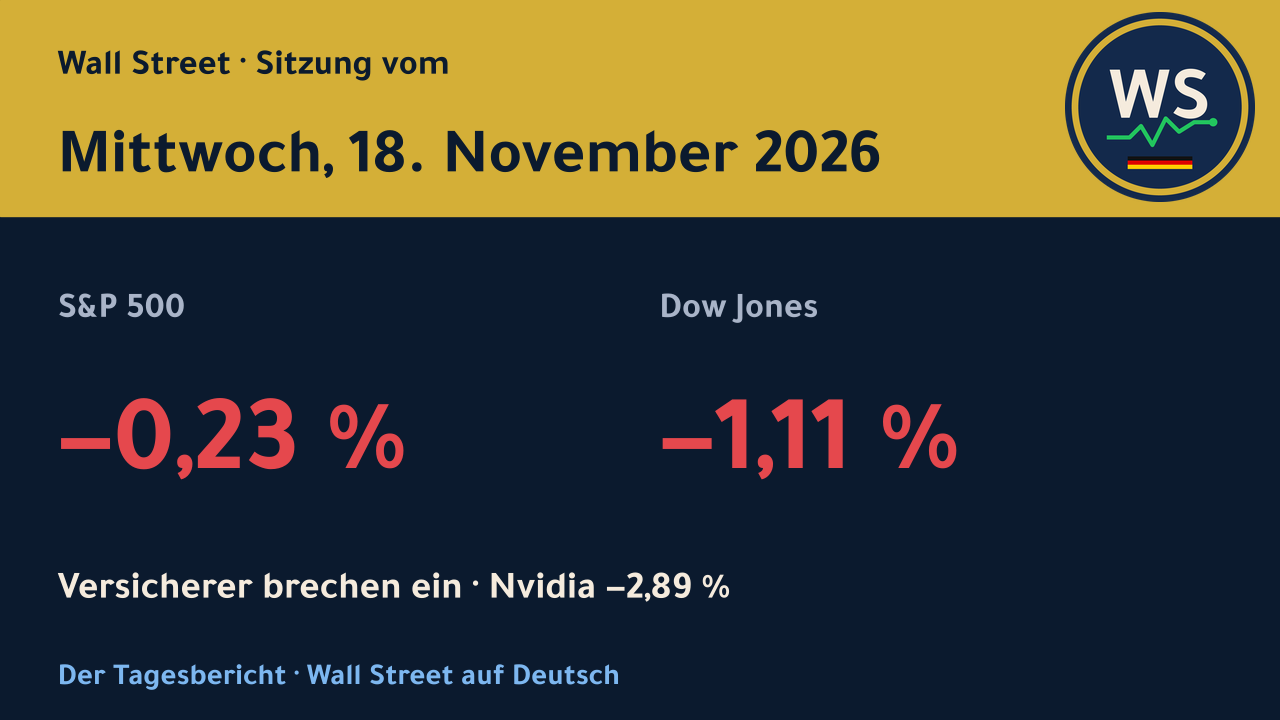 Wall Street · Sitzung vom
Mittwoch, 18. November 2026
WS
S&P 500
Dow Jones
–0,23 %
–1,11 %
Versicherer brechen ein · Nvidia –2,89 %
Der Tagesbericht · Wall Street auf Deutsch